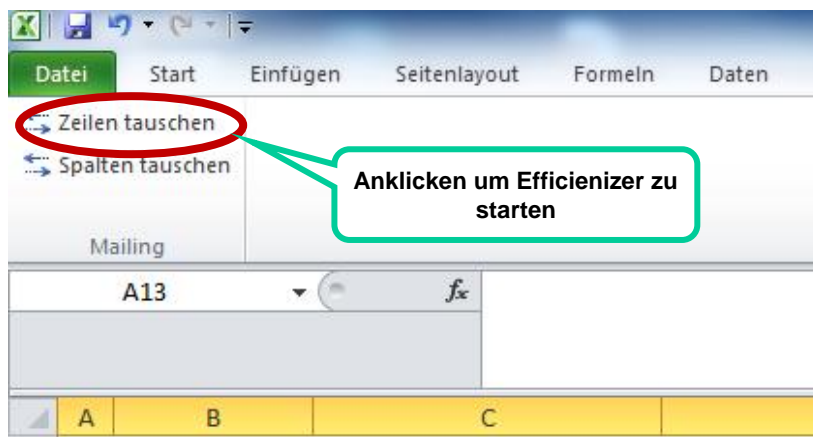 Datei Start Einfügen Seitenlayout Formeln Daten
Zeilen tauschen
Spalten tauschen
Anklicken um Efficienizer zu
starten
Mailing
A13 fx
A B C